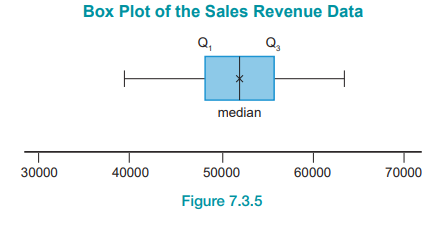 Box Plot of the Sales Revenue Data
Q1 Q3
median
30000 40000 50000 60000 70000
Figure 7.3.5